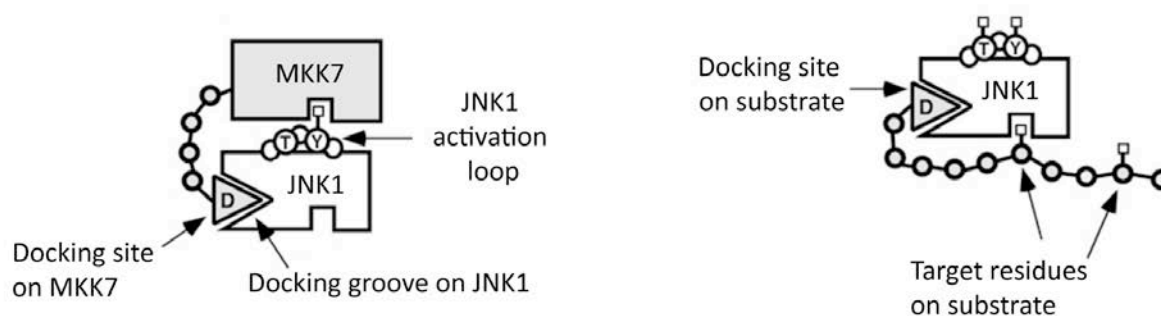 MKK7
JNK1
activation
loop
T Y
JNK1
D
Docking site
on MKK7
Docking groove on JNK1
T Y
Docking site
on substrate
JNK1
D
Target residues
on substrate